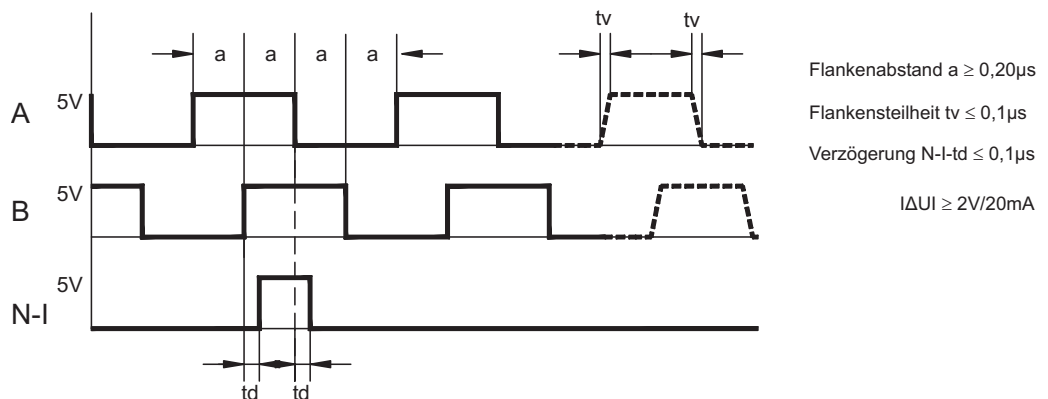 tv
tv
a
a
a
a
Flankenabstand a ≥ 0,20µs
5V
A
Flankensteilheit tv ≤ 0,1µs
Verzögerung N-I-td ≤ 0,1µs
5V
B
IΔUI ≥ 2V/20mA
5V
N-I
td
td